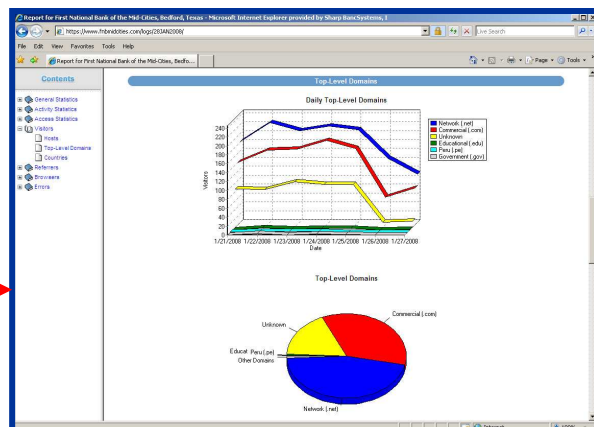 Report for First National Bank of the Mid-Cities, Bedford, Texas - Microsoft Internet Explorer provided by Sharp BancSystems, I
https://www.fnbmidcities.com/logs/28JAN2008/
Live Search
File Edit View Favorites Tools Help
Report for First National Bank of the Mid-Cities, Bedfo...
Page Tools
Contents
General Statistics
Activity Statistics
Access Statistics
Visitors
Hosts
Top-Level Domains
Countries
Referrers
Browsers
Errors
Top-Level Domains
Daily Top-Level Domains
240
220
200
180
160
140
120
100
80
60
40
20
0
Visitors
1/21/2008 1/22/2008 1/23/2008 1/24/2008 1/25/2008 1/26/2008 1/27/2008
Date
Network (.net)
Commercial (.com)
Unknown
Educational (.edu)
Peru (.pe)
Government (.gov)
Top-Level Domains
Commercial (.com)
Unknown
Educat
Peru (.pe)
Other Domains
Network (.net)
Internet